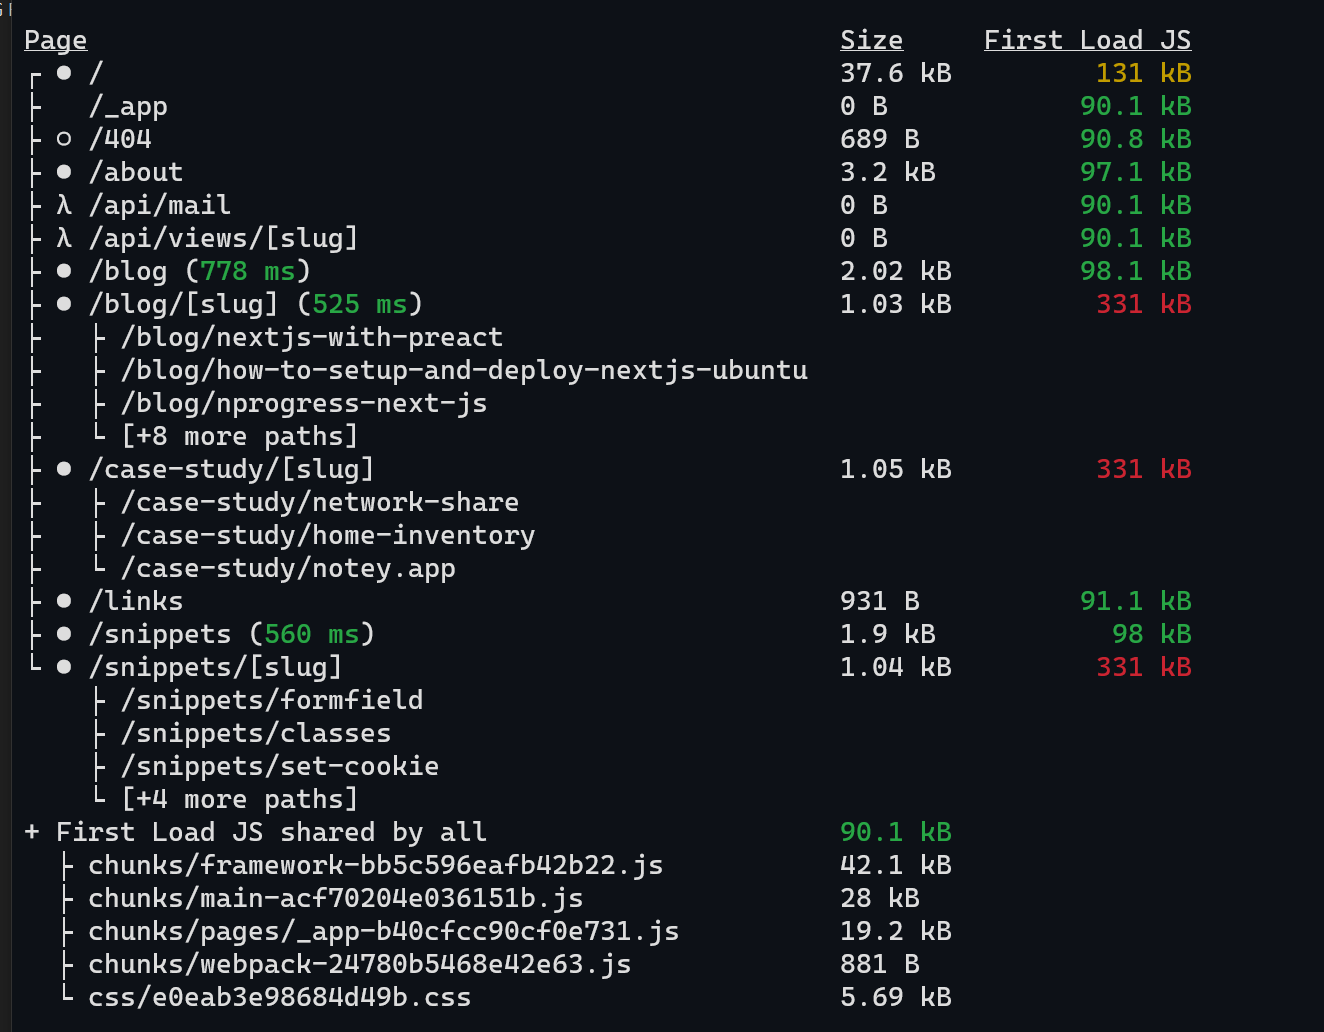 Page Size First Load JS
┌ ● / 37.6 kB 131 kB
├ /_app 0 B 90.1 kB
├ ○ /404 689 B 90.8 kB
├ ● /about 3.2 kB 97.1 kB
├ λ /api/mail 0 B 90.1 kB
├ λ /api/views/[slug] 0 B 90.1 kB
├ ● /blog (778 ms) 2.02 kB 98.1 kB
├ ● /blog/[slug] (525 ms) 1.03 kB 331 kB
├ ├ /blog/nextjs-with-preact
├ ├ /blog/how-to-setup-and-deploy-nextjs-ubuntu
├ ├ /blog/nprogress-next-js
├ └ [+8 more paths]
├ ● /case-study/[slug] 1.05 kB 331 kB
├ ├ /case-study/network-share
├ ├ /case-study/home-inventory
├ └ /case-study/notey.app
├ ● /links 931 B 91.1 kB
├ ● /snippets (560 ms) 1.9 kB 98 kB
└ ● /snippets/[slug] 1.04 kB 331 kB
├ /snippets/formfield
├ /snippets/classes
├ /snippets/set-cookie
└ [+4 more paths]
+ First Load JS shared by all 90.1 kB
├ chunks/framework-bb5c596eafb42b22.js 42.1 kB
├ chunks/main-acf70204e036151b.js 28 kB
├ chunks/pages/_app-b40cfcc90cf0e731.js 19.2 kB
├ chunks/webpack-24780b5468e42e63.js 881 B
└ css/e0eab3e98684d49b.css 5.69 kB